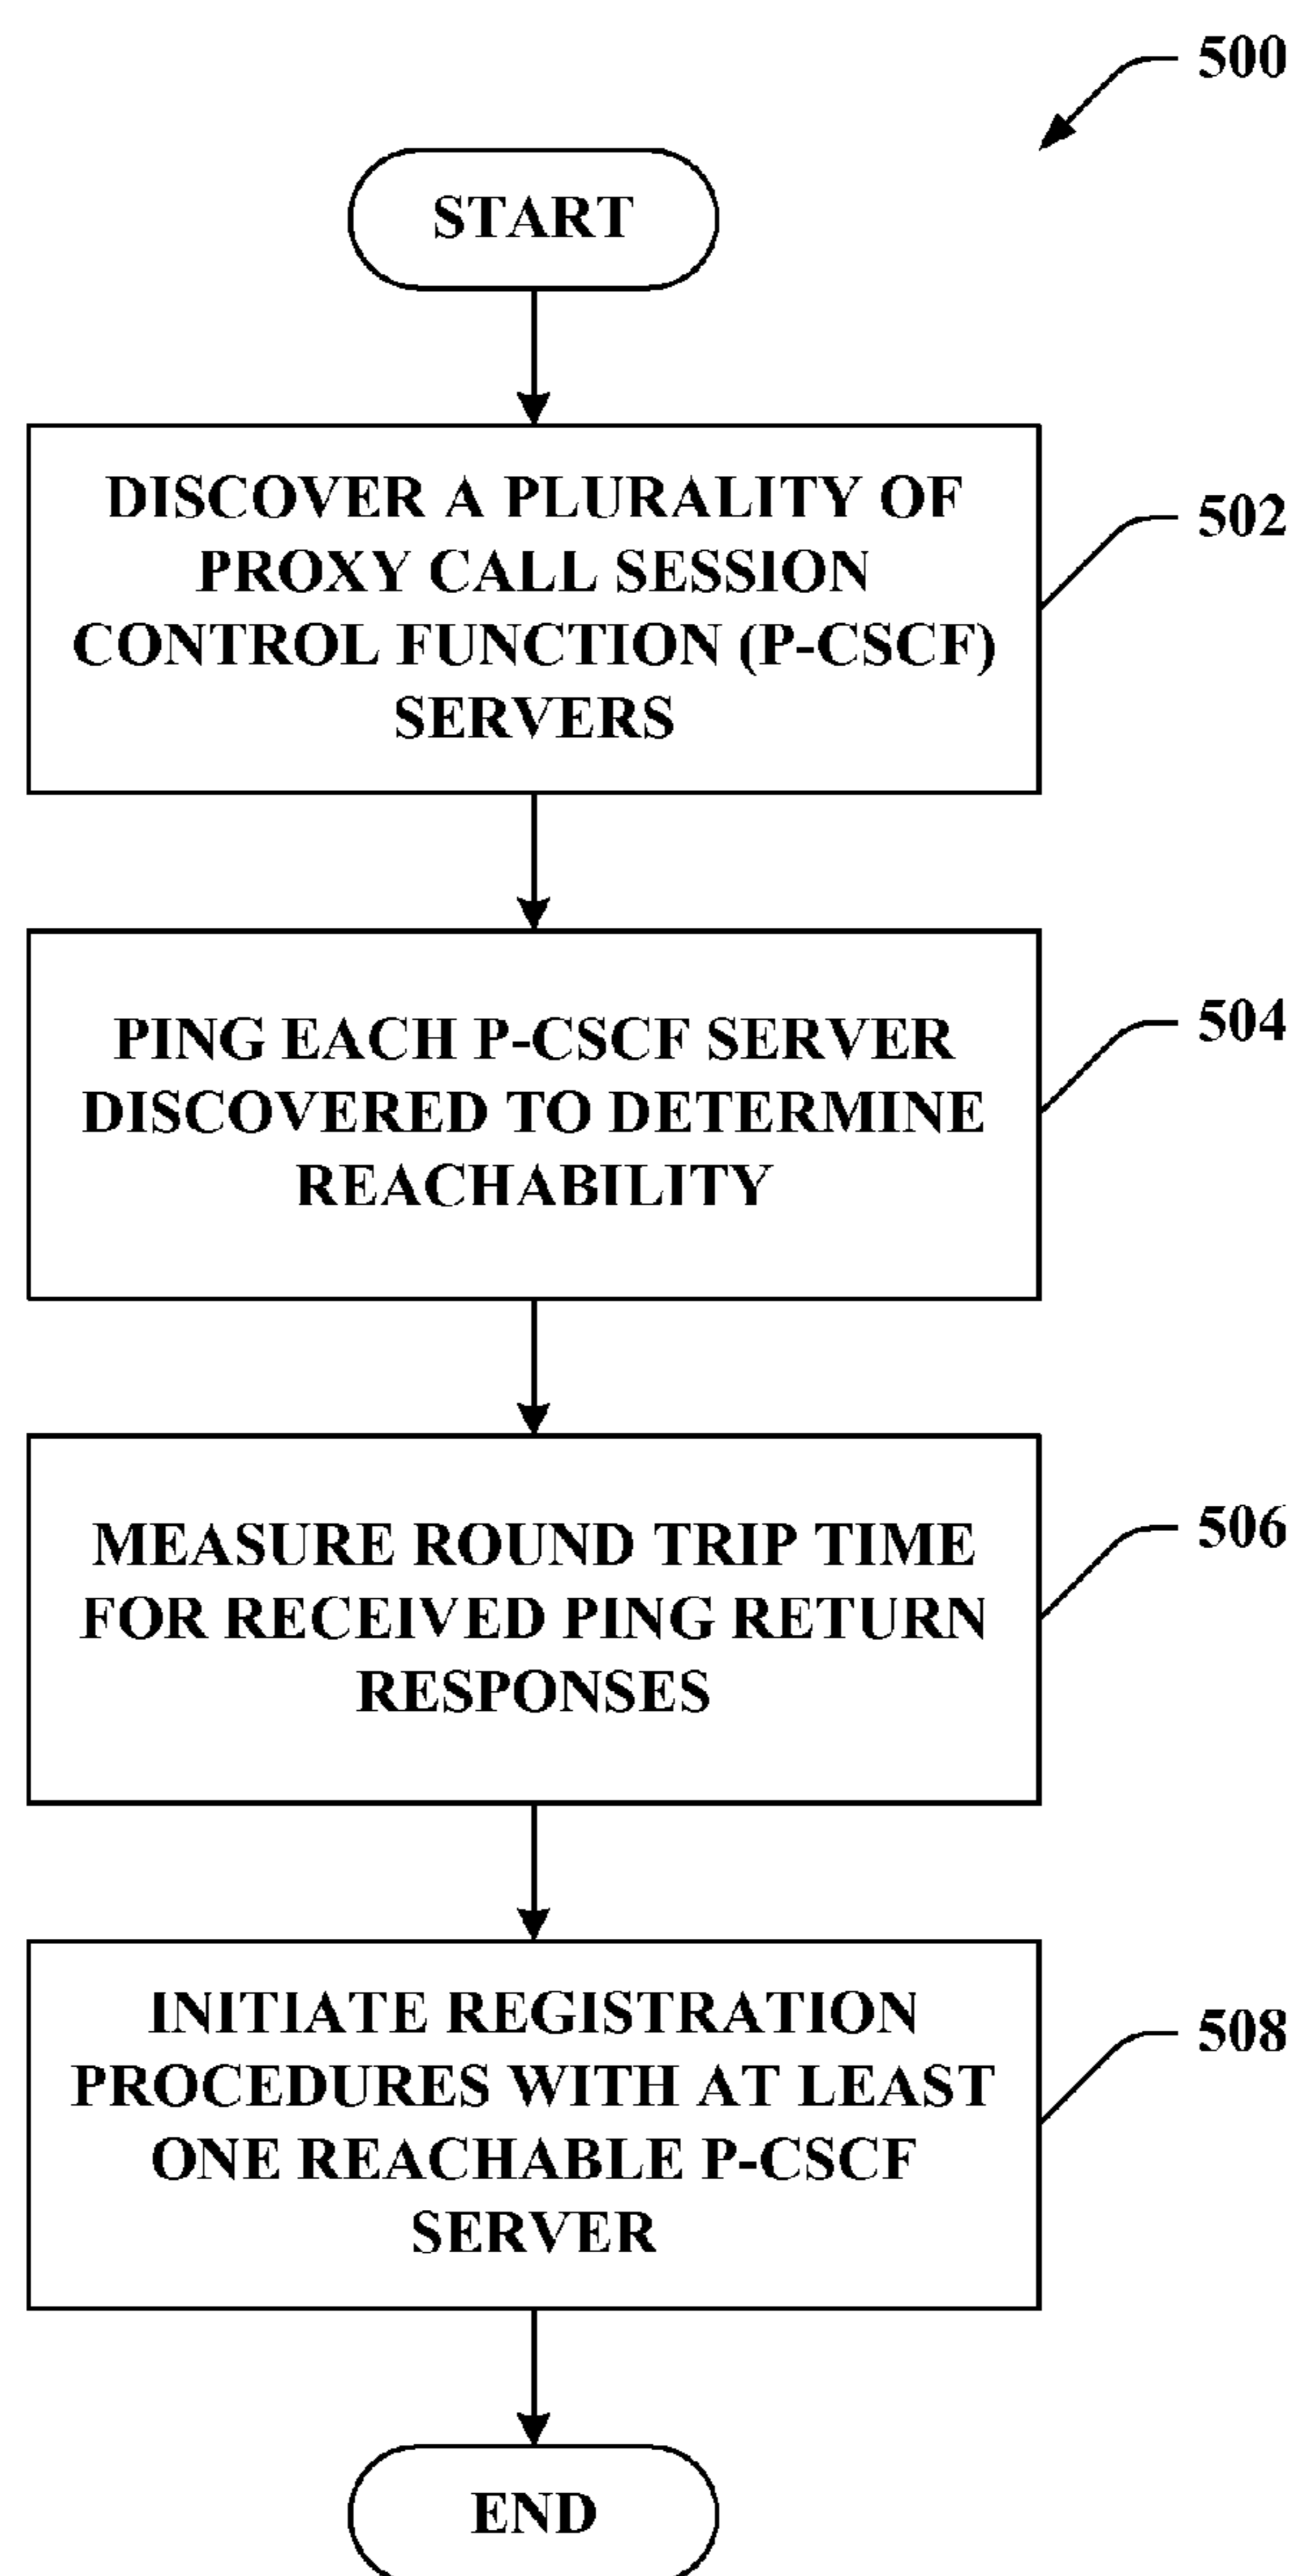 500
START
DISCOVER A PLURALITY OF
PROXY CALL SESSION
CONTROL FUNCTION (P-CSCF)
SERVERS
502
PING EACH P-CSCF SERVER
DISCOVERED TO DETERMINE
REACHABILITY
504
MEASURE ROUND TRIP TIME
FOR RECEIVED PING RETURN
RESPONSES
506
INITIATE REGISTRATION
PROCEDURES WITH AT LEAST
ONE REACHABLE P-CSCF
SERVER
508
END